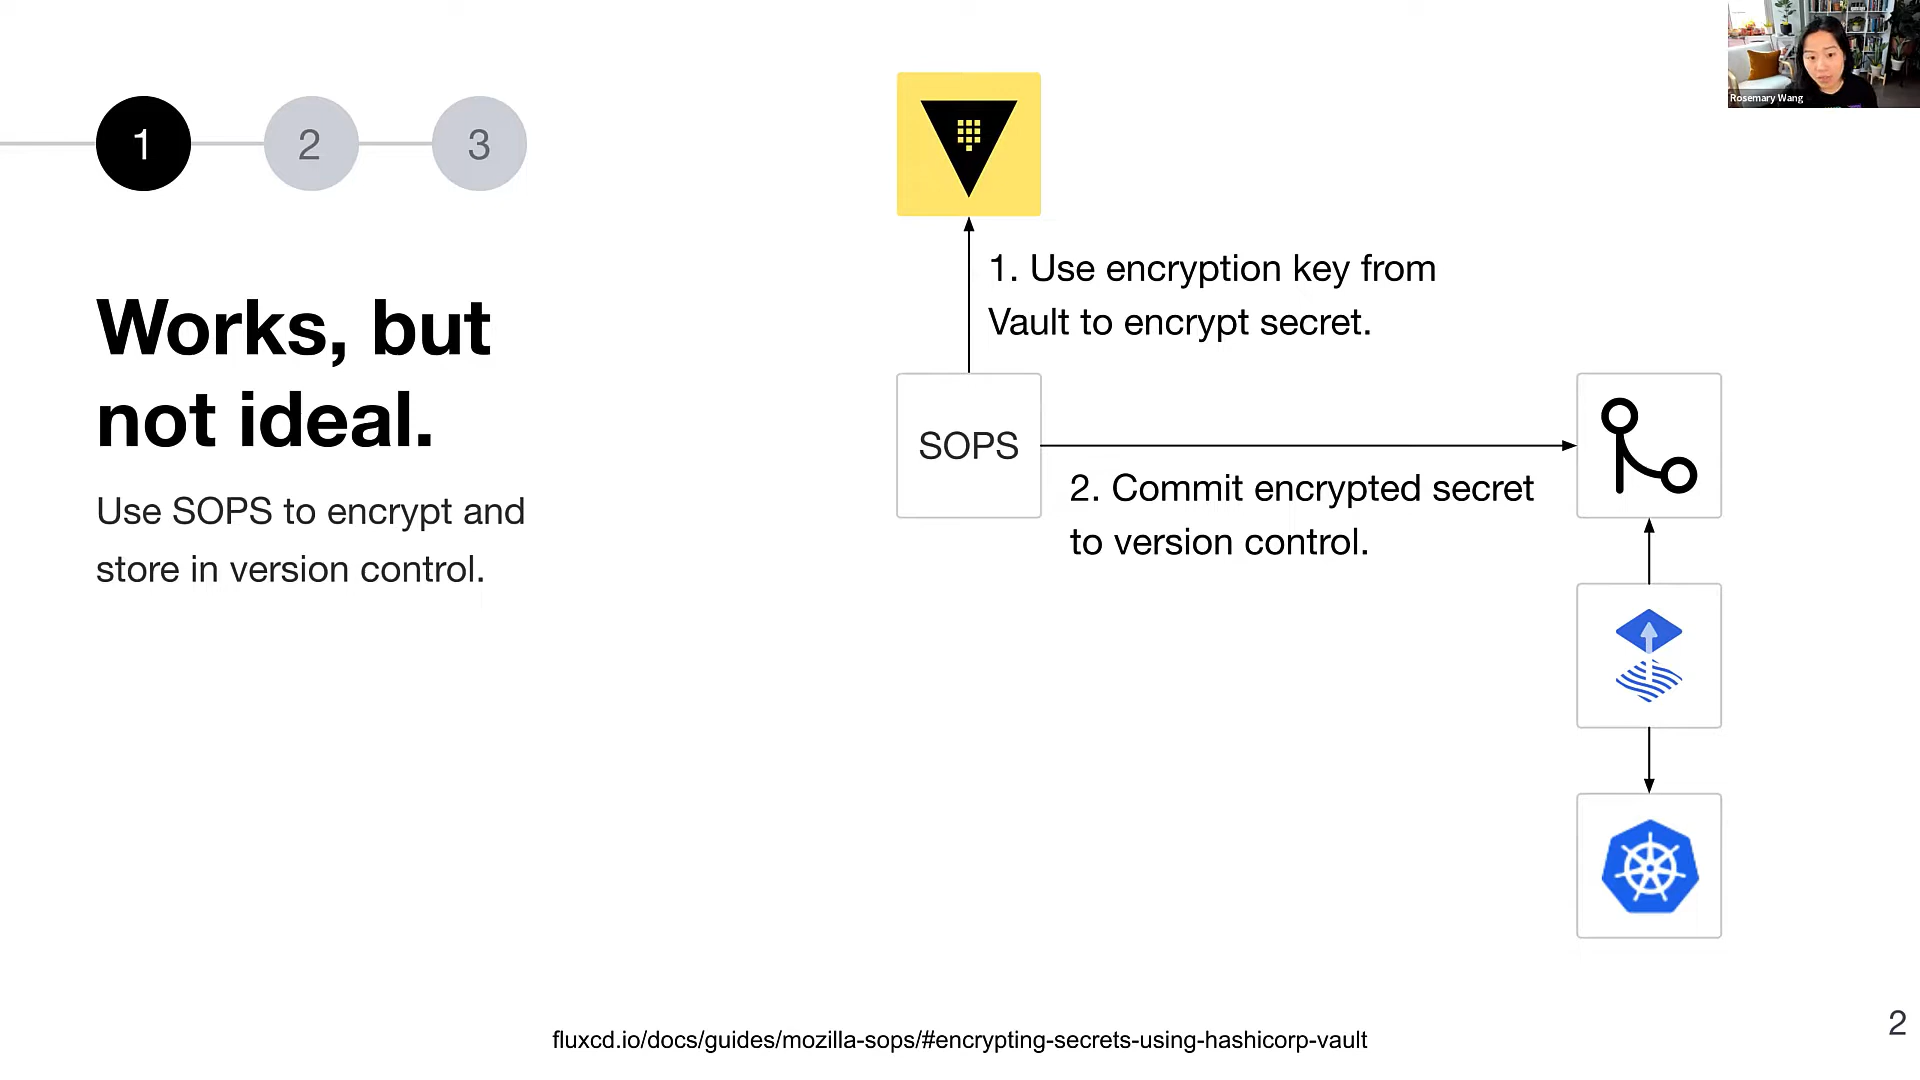 Rosemary Wang
1
2
3
Works, but
not ideal.
Use SOPS to encrypt and
store in version control.
1. Use encryption key from
Vault to encrypt secret.
SOPS
2. Commit encrypted secret
to version control.
fluxcd.io/docs/guides/mozilla-sops/#encrypting-secrets-using-hashicorp-vault
2